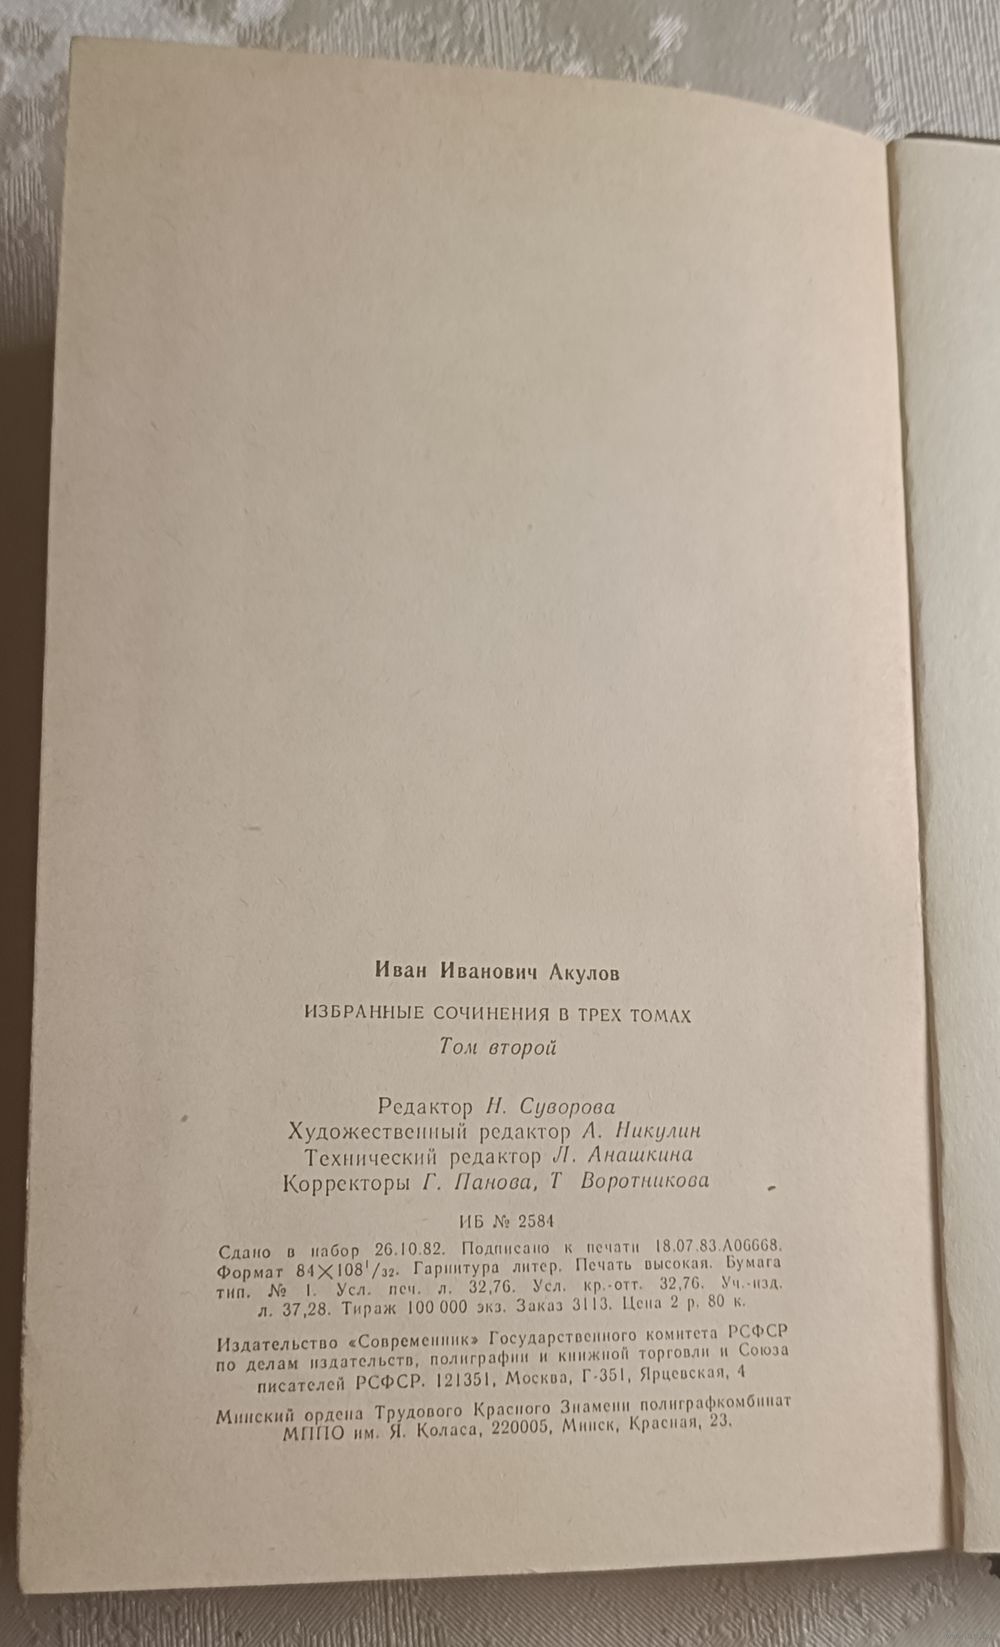 Иван Иванович Акулов
ИЗБРАННЫЕ СОЧИНЕНИЯ В ТРЕХ ТОМАХ
Том второй
Редактор Н. Суворова
Художественный редактор А. Никулин
Технический редактор Л. Анашкина
Корректоры Г. Панова, Т Воротникова
ИБ № 2584
Сдано в набор 26.10.82. Подписано к печати 18.07.83.А06668.
Формат 84×108¹/₃₂. Гарнитура литер. Печать высокая. Бумага
тип. № 1. Усл. печ. л. 32,76. Усл. кр.-отт. 32,76. Уч.-изд.
л. 37,28. Тираж 100 000 экз. Заказ 3113. Цена 2 р. 80 к.
Издательство «Современник» Государственного комитета РСФСР
по делам издательств, полиграфии и книжной торговли и Союза
писателей РСФСР. 121351, Москва, Г-351, Ярцевская, 4
Минский ордена Трудового Красного Знамени полиграфкомбинат
МППО им. Я. Коласа, 220005, Минск, Красная, 23.